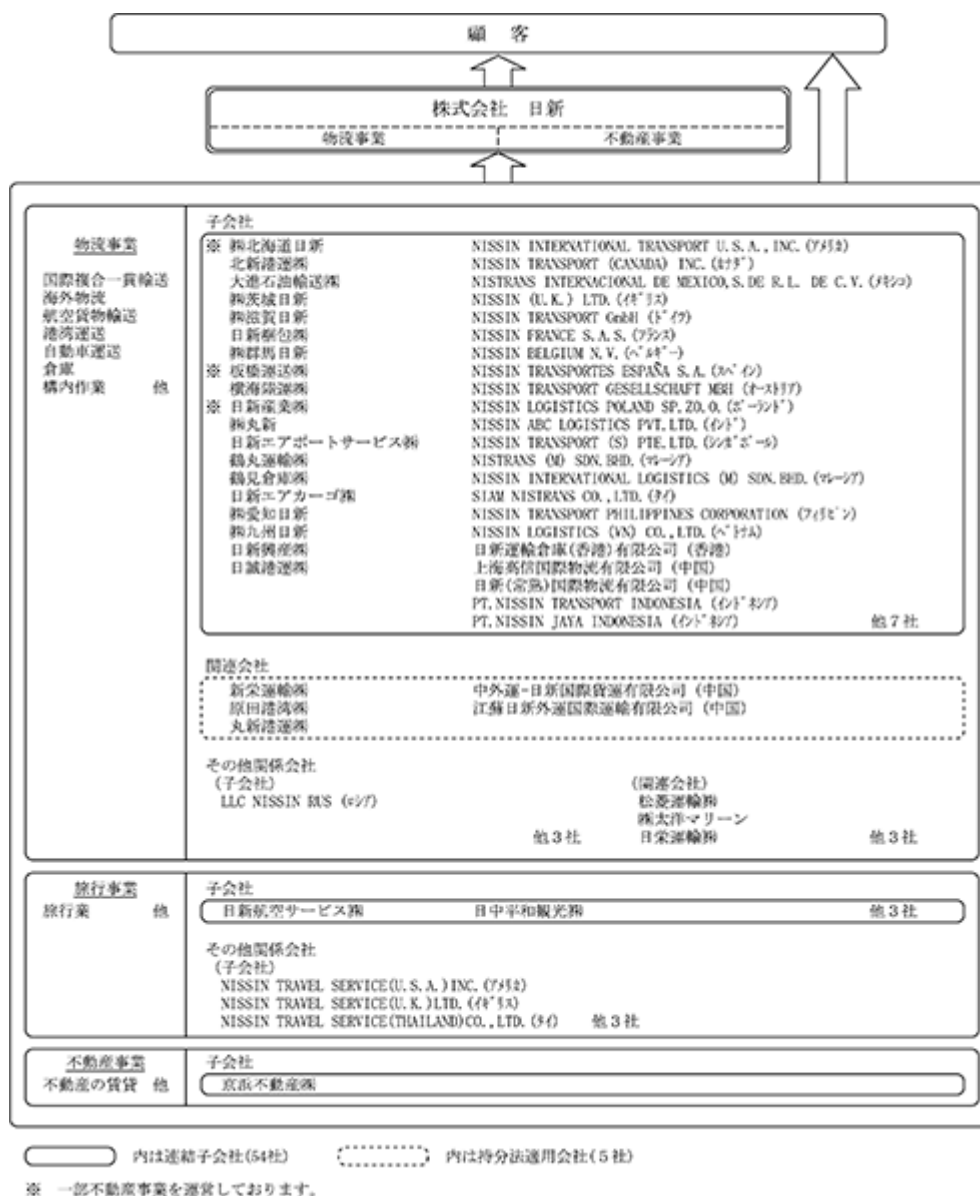 顧 客
株式会社 日新
物流事業 不動産事業
物流事業
国際複合一貫輸送
海外物流
航空貨物輸送
港湾運送
自動車運送
倉庫
構内作業 他
子会社
※ ㈱北海道日新 NISSIN INTERNATIONAL TRANSPORT U.S.A., INC. (アメリカ)
北新港運㈱ NISSIN TRANSPORT (CANADA) INC. (カナダ)
大進石油輸送㈱ NISTRANS INTERNACIONAL DE MEXICO, S. DE R.L. DE C.V. (メキシコ)
㈱茨城日新 NISSIN (U.K.) LTD. (イギリス)
㈱滋賀日新 NISSIN TRANSPORT GmbH (ドイツ)
日新梱包㈱ NISSIN FRANCE S.A.S. (フランス)
㈱群馬日新 NISSIN BELGIUM N.V. (ベルギー)
※ 板橋運送㈱ NISSIN TRANSPORTES ESPAÑA S.A. (スペイン)
横海陸運㈱ NISSIN TRANSPORT GESELLSCHAFT MBH (オーストリア)
※ 日新産業㈱ NISSIN LOGISTICS POLAND SP.ZO.O. (ポーランド)
㈱丸新 NISSIN ABC LOGISTICS PVT.LTD. (インド)
日新エアポートサービス㈱ NISSIN TRANSPORT (S) PTE.LTD. (シンガポール)
鶴丸運輸㈱ NISTRANS (M) SDN.BHD. (マレーシア)
鶴見倉庫㈱ NISSIN INTERNATIONAL LOGISTICS (M) SDN.BHD. (マレーシア)
日新エアカーゴ㈱ SIAM NISTRANS CO., LTD. (タイ)
㈱愛知日新 NISSIN TRANSPORT PHILIPPINES CORPORATION (フィリピン)
㈱九州日新 NISSIN LOGISTICS (VN) CO., LTD. (ベトナム)
日新興産㈱ 日新運輸倉庫(香港)有限公司 (香港)
日誠港運㈱ 上海高信国際物流有限公司 (中国)
日新(常熟)国際物流有限公司 (中国)
PT.NISSIN TRANSPORT INDONESIA (インドネシア)
PT.NISSIN JAYA INDONESIA (インドネシア) 他7社
関連会社
新栄運輸㈱ 中外運-日新国際貨運有限公司 (中国)
原田港湾㈱ 江蘇日新外運国際運輸有限公司 (中国)
丸新港運㈱
その他関係会社
(子会社) (関連会社)
LLC NISSIN RUS (ロシア) 松菱運輸㈱
㈱太洋マリーン
他3社 日栄運輸㈱ 他3社
旅行事業
旅行業 他
子会社
日新航空サービス㈱ 日中平和観光㈱ 他3社
その他関係会社
(子会社)
NISSIN TRAVEL SERVICE(U.S.A.)INC. (アメリカ)
NISSIN TRAVEL SERVICE(U.K.)LTD. (イギリス)
NISSIN TRAVEL SERVICE(THAILAND)CO., LTD. (タイ) 他3社
不動産事業
不動産の賃貸 他
子会社
京浜不動産㈱
内は連結子会社(54社) 内は持分法適用会社(5社)
※ 一部不動産事業を運営しております。